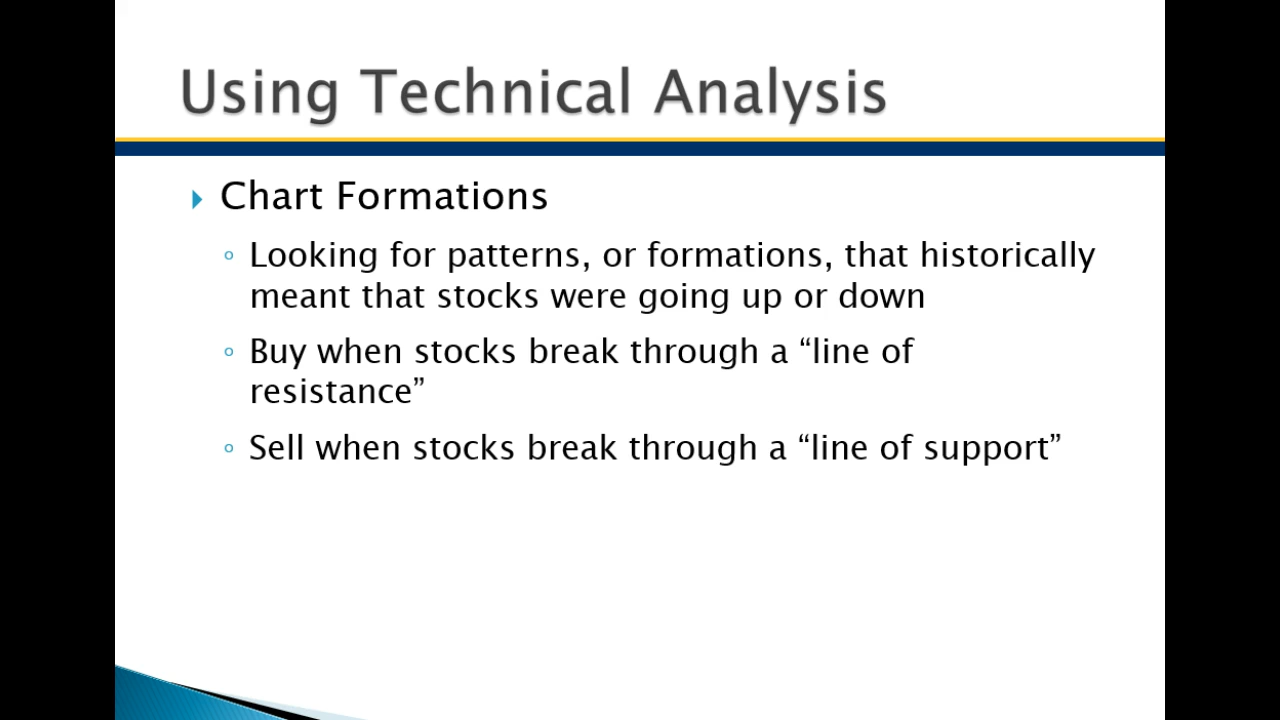 Using Technical Analysis
Chart Formations
Looking for patterns, or formations, that historically
meant that stocks were going up or down
Buy when stocks break through a “line of
resistance”
Sell when stocks break through a “line of support”